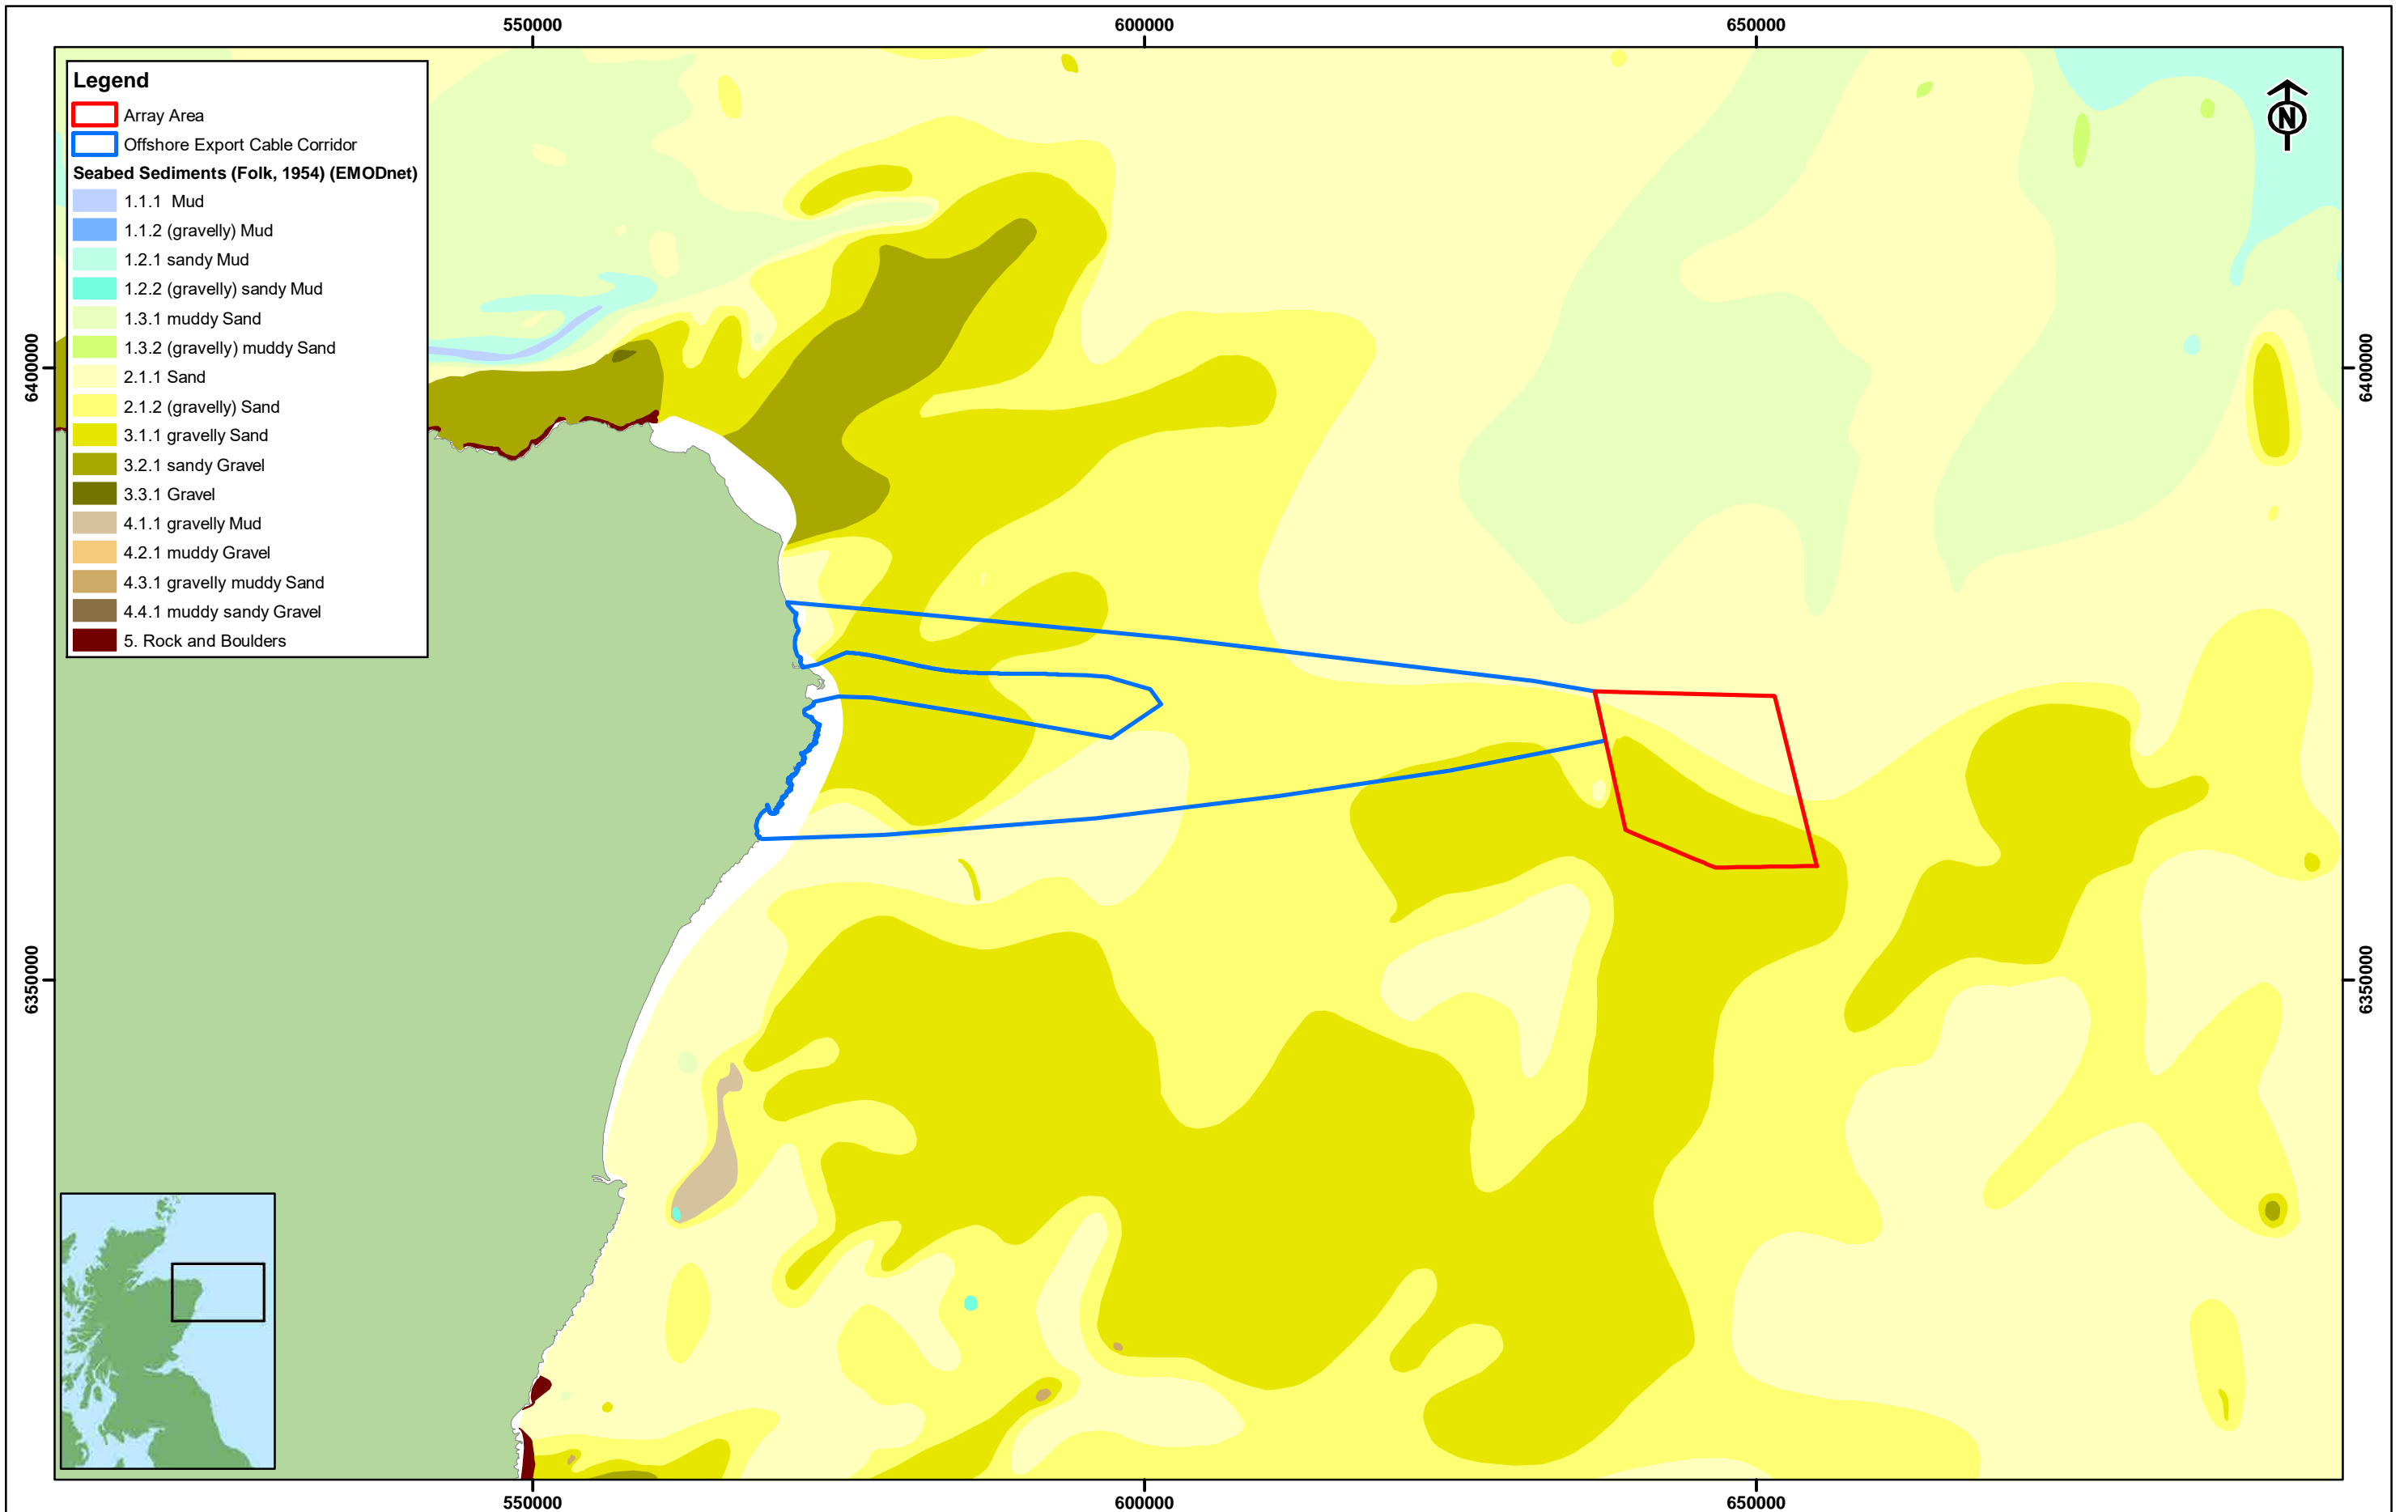 550000
600000
650000
Legend
Array Area
Offshore Export Cable Corridor
Seabed Sediments (Folk, 1954) (EMODnet)
1.1.1 Mud
1.1.2 (gravelly) Mud
1.2.1 sandy Mud
1.2.2 (gravelly) sandy Mud
1.3.1 muddy Sand
1.3.2 (gravelly) muddy Sand
2.1.1 Sand
2.1.2 (gravelly) Sand
3.1.1 gravelly Sand
3.2.1 sandy Gravel
3.3.1 Gravel
4.1.1 gravelly Mud
4.2.1 muddy Gravel
4.3.1 gravelly muddy Sand
4.4.1 muddy sandy Gravel
5. Rock and Boulders
N
6400000
6400000
6350000
6350000
550000
600000
650000